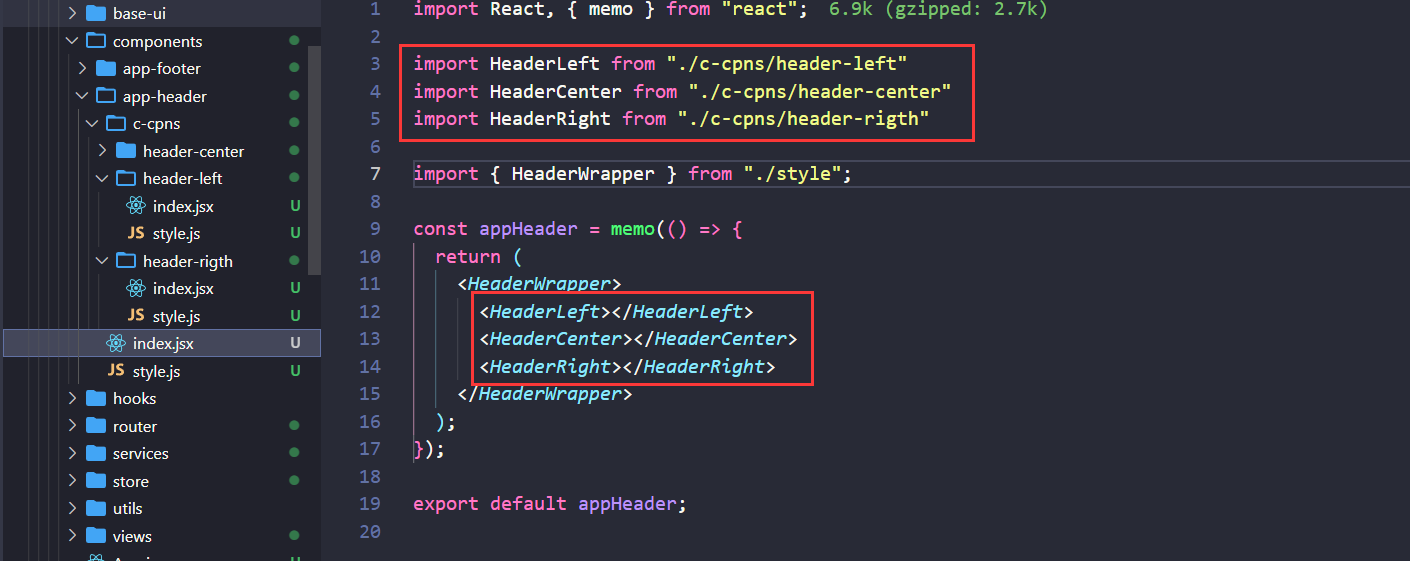 base-ui
components
app-footer
app-header
c-cpns
header-center
header-left
index.jsx U
JS style.js U
header-rigth
index.jsx U
JS style.js U
index.jsx U
JS style.js U
hooks
router
services
store
utils
views
1 import React, { memo } from "react"; 6.9k (gzipped: 2.7k)
2
3 import HeaderLeft from "./c-cpns/header-left"
4 import HeaderCenter from "./c-cpns/header-center"
5 import HeaderRight from "./c-cpns/header-rigth"
6
7 import { HeaderWrapper } from "./style";
8
9 const appHeader = memo(() => {
10 return (
11 <HeaderWrapper>
12 <HeaderLeft></HeaderLeft>
13 <HeaderCenter></HeaderCenter>
14 <HeaderRight></HeaderRight>
15 </HeaderWrapper>
16 );
17 });
18
19 export default appHeader;
20